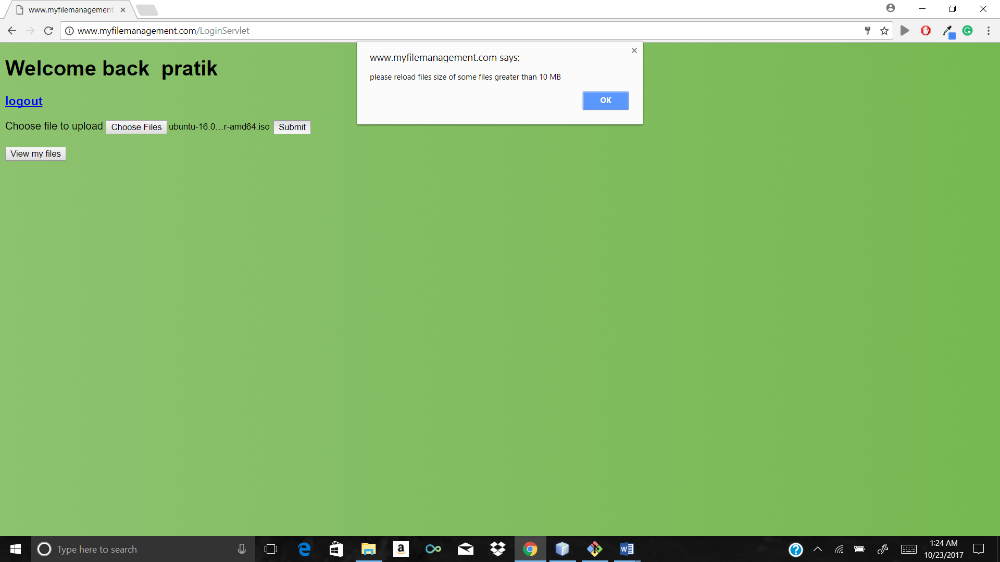 www.myfilemanagement
www.myfilemanagement.com/LoginServlet
www.myfilemanagement.com says:
please reload files size of some files greater than 10 MB
OK
Welcome back  pratik
logout
Choose file to upload Choose Files ubuntu-16.0…r-amd64.iso Submit
View my files
Type here to search
1:24 AM
10/23/2017